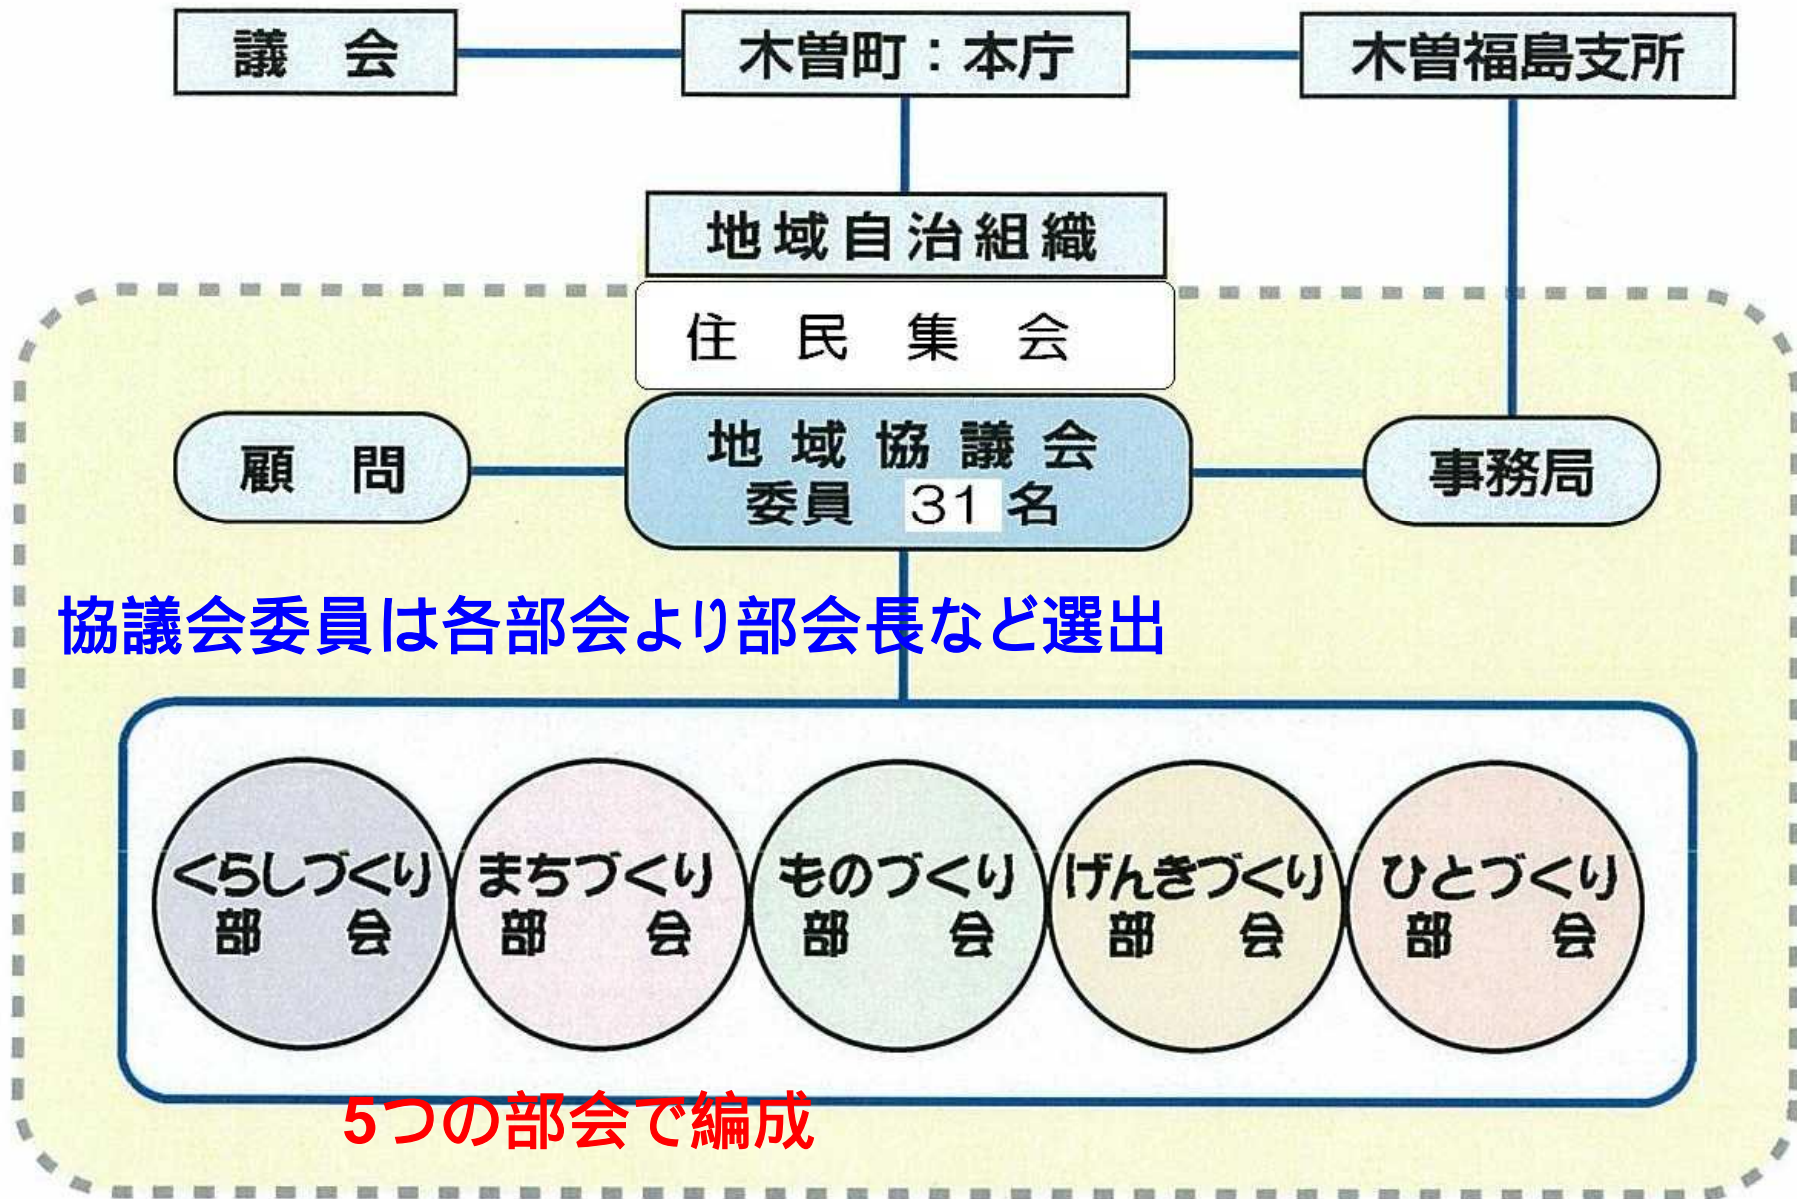 議会
木曽町：本庁
木曽福島支所
地域自治組織
住民集会
顧問
地域協議会
委員 31名
事務局
協議会委員は各部会より部会長など選出
くらしづくり
部会
まちづくり
部会
ものづくり
部会
げんきづくり
部会
ひとづくり
部会
5つの部会で編成